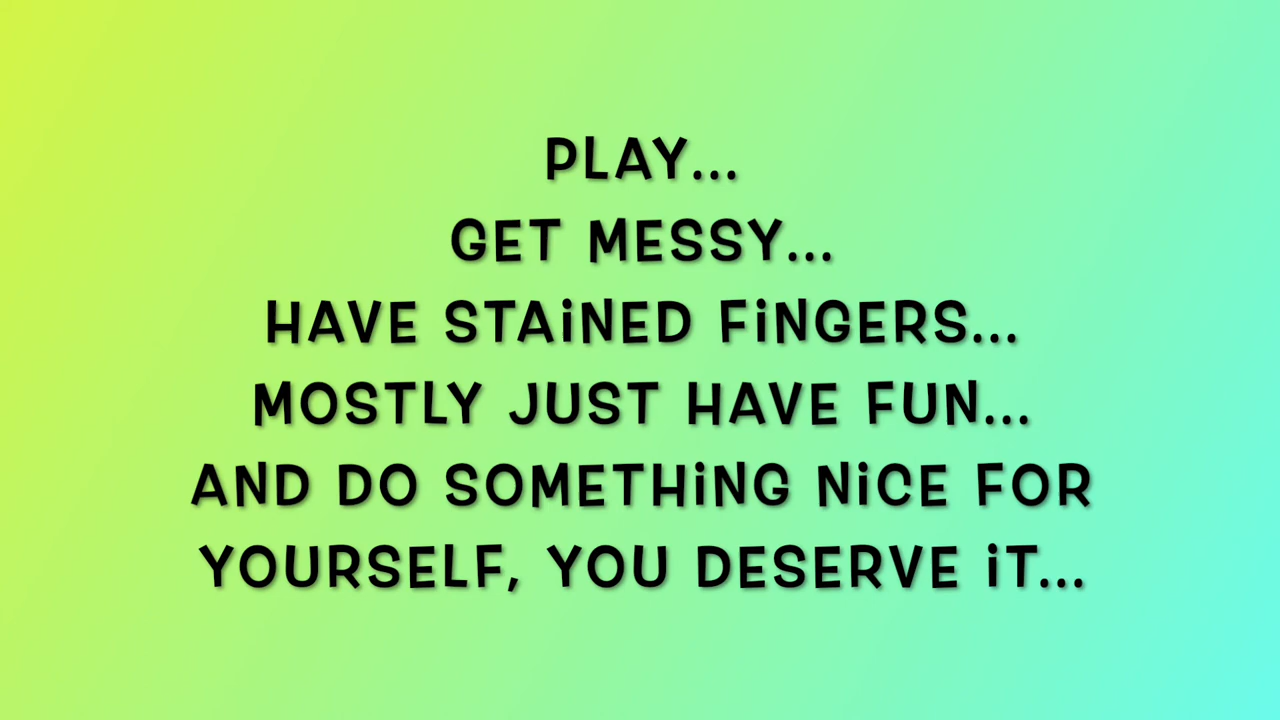 PLAY...
GET MESSY...
HAVE STAiNED FiNGERS...
MOSTLY JUST HAVE FUN...
AND DO SOMETHiNG NiCE FOR
YOURSELF, YOU DESERVE iT...